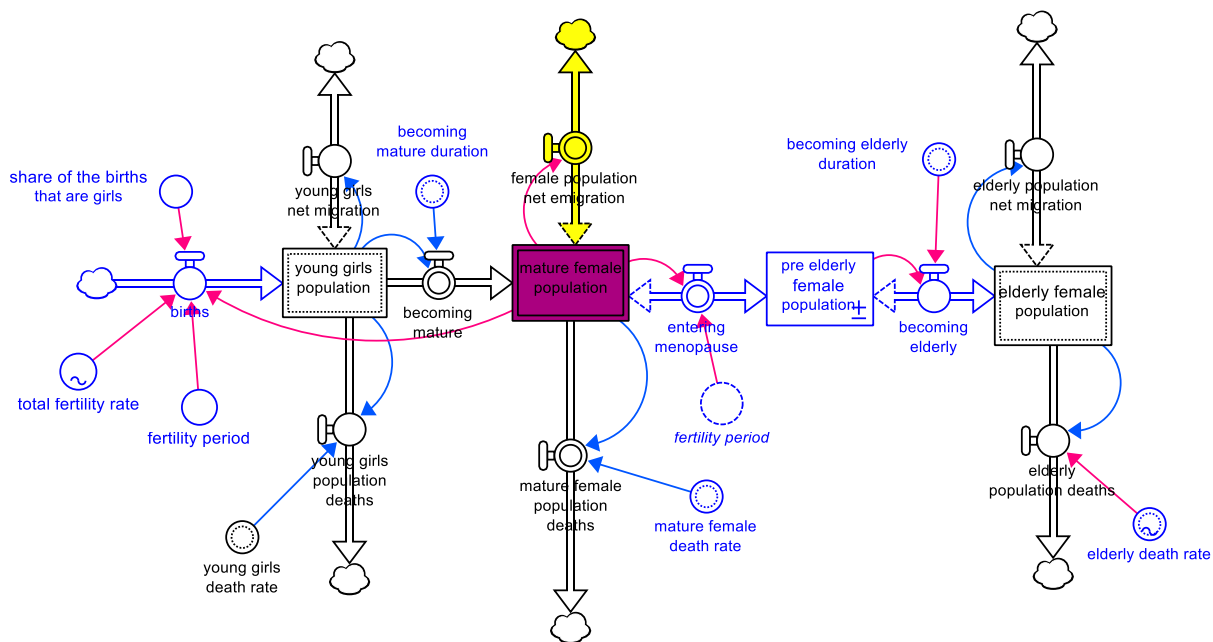 becoming
mature duration
becoming elderly
duration
share of the births
that are girls
young girls
net migration
female population
net emigration
elderly population
net migration
young girls
population
mature female
population
pre elderly
female
population
±
elderly female
population
births
becoming
mature
entering
menopause
becoming
elderly
total fertility rate
fertility period
fertility period
young girls
population
deaths
mature female
population
deaths
elderly
population deaths
young girls
death rate
mature female
death rate
elderly death rate